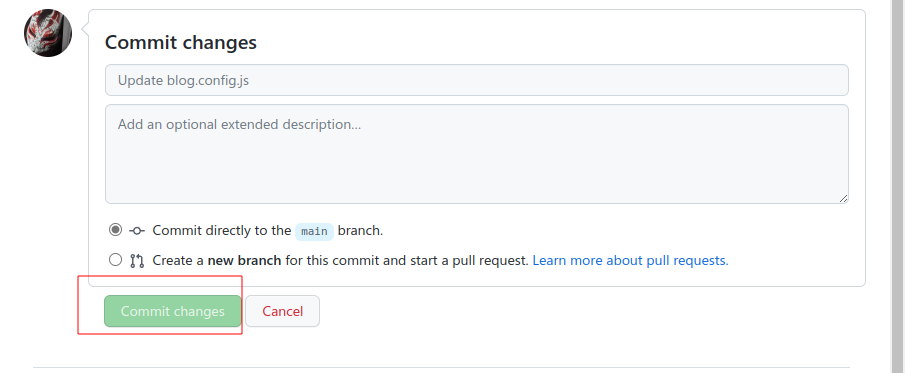 Commit changes
Update blog.config.js
Add an optional extended description...
Commit directly to the main branch.
Create a new branch for this commit and start a pull request. Learn more about pull requests.
Commit changes Cancel